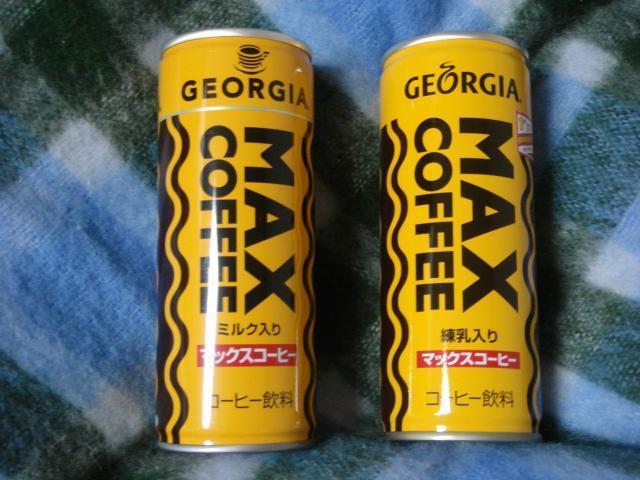 GEORGIA
MAX
COFFEE
ミルク入り
マックスコーヒー
コーヒー飲料
GEORGIA
MAX
COFFEE
練乳入り
マックスコーヒー
コーヒー飲料